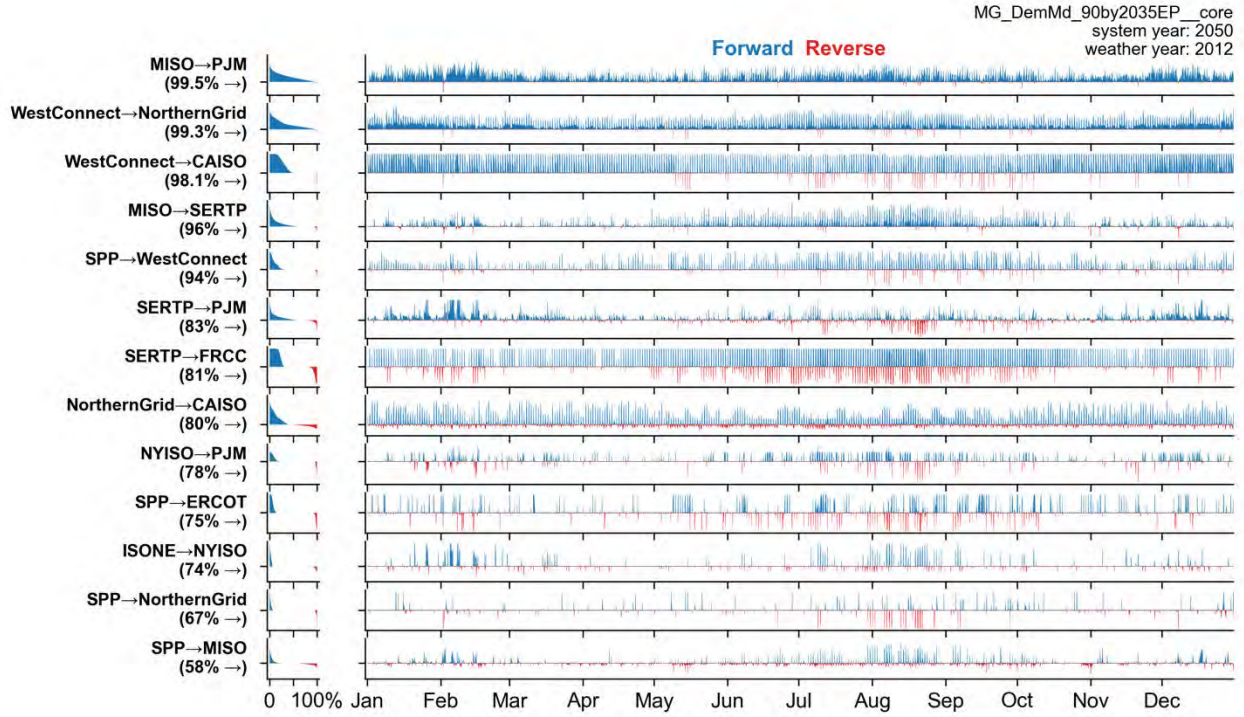 MG_DemMd_90by2035EP__core
system year: 2050
weather year: 2012
Forward Reverse
MISO→PJM
(99.5% →)
WestConnect→NorthernGrid
(99.3% →)
WestConnect→CAISO
(98.1% →)
MISO→SERTP
(96% →)
SPP→WestConnect
(94% →)
SERTP→PJM
(83% →)
SERTP→FRCC
(81% →)
NorthernGrid→CAISO
(80% →)
NYISO→PJM
(78% →)
SPP→ERCOT
(75% →)
ISONE→NYISO
(74% →)
SPP→NorthernGrid
(67% →)
SPP→MISO
(58% →)
0 100% Jan Feb Mar Apr May Jun Jul Aug Sep Oct Nov Dec